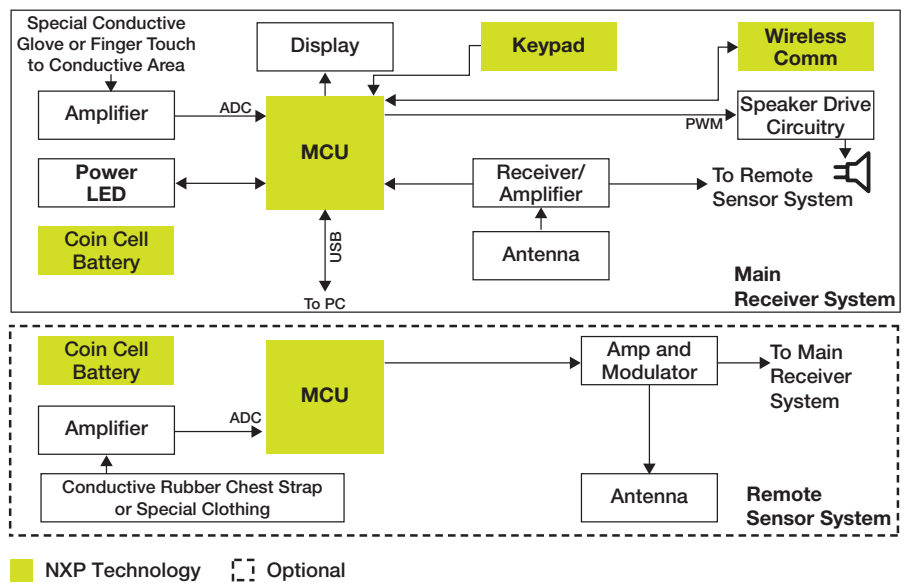 Special Conductive
Glove or Finger Touch
to Conductive Area
Display
Keypad
Wireless
Comm
Amplifier
ADC
MCU
PWM
Speaker Drive
Circuitry
Power
LED
Receiver/
Amplifier
To Remote
Sensor System
Coin Cell
Battery
USB
Antenna
To PC
Main
Receiver System
Coin Cell
Battery
MCU
Amp and
Modulator
To Main
Receiver
System
Amplifier
ADC
Conductive Rubber Chest Strap
or Special Clothing
Antenna
Remote
Sensor System
NXP Technology
Optional